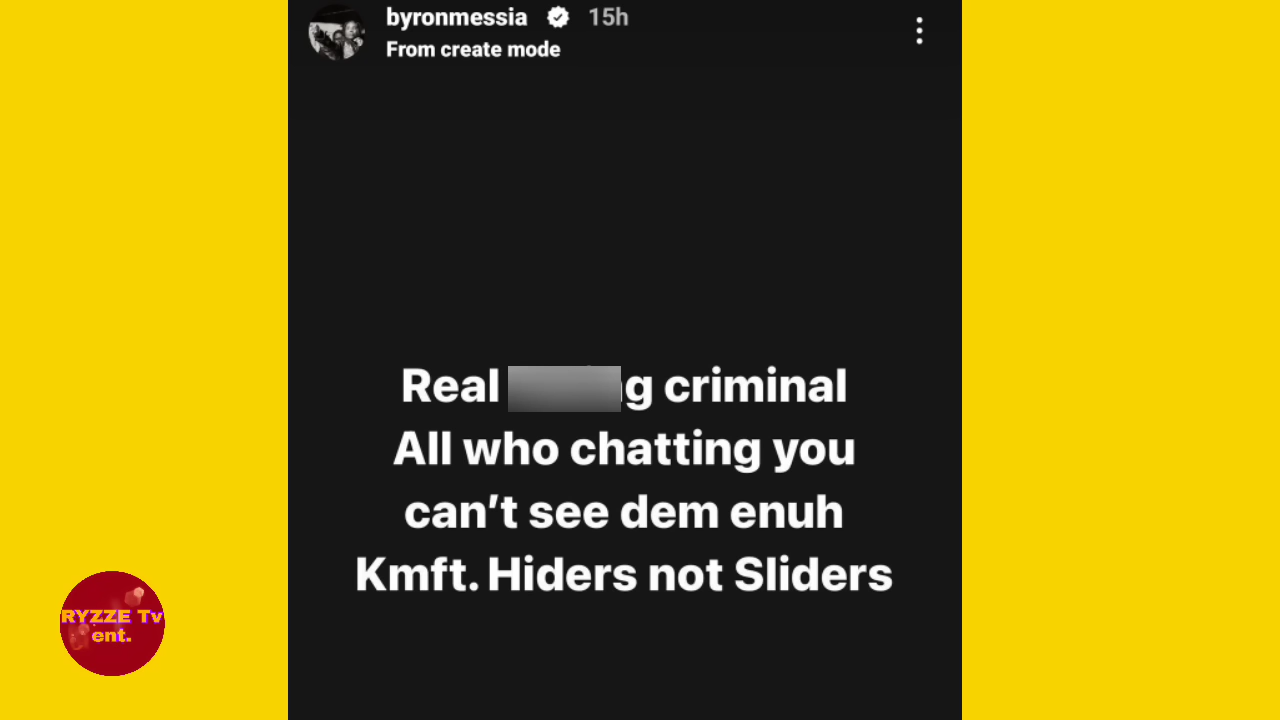 byronmessia 15h
From create mode
Real g criminal
All who chatting you
can't see dem enuh
Kmft. Hiders not Sliders
RYZZE Tv
ent.